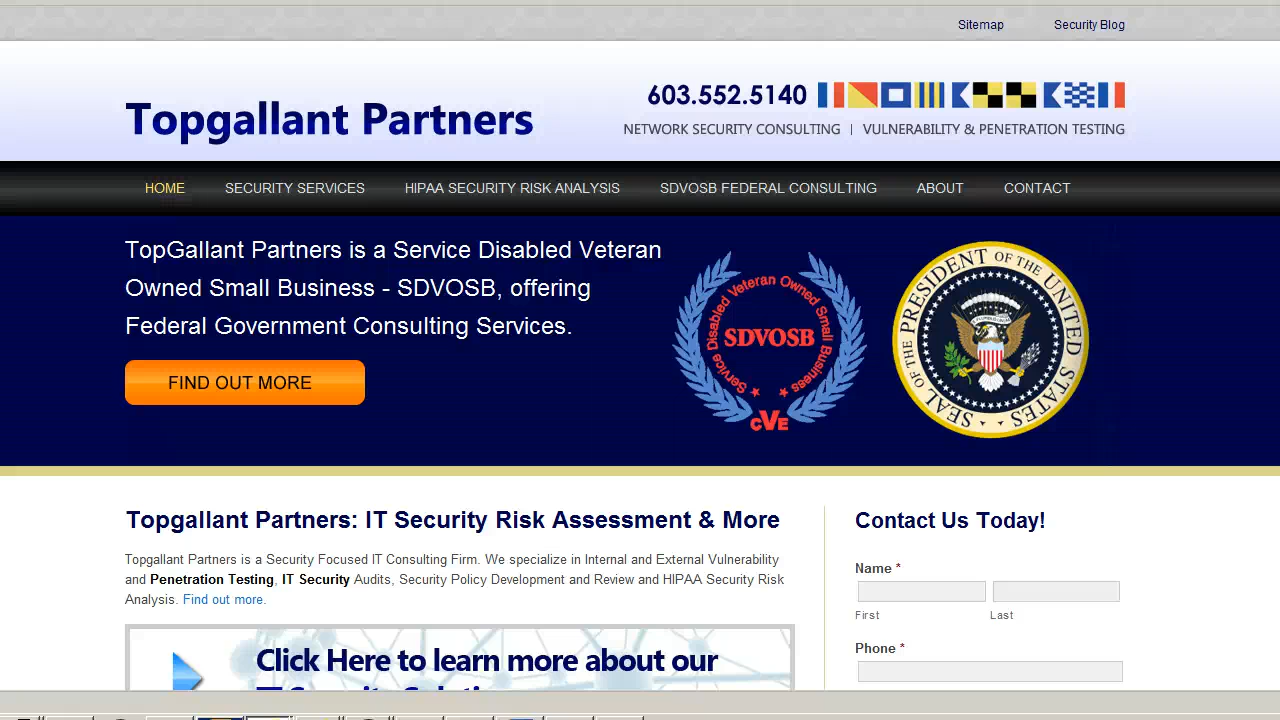 Sitemap Security Blog
603.552.5140
Topgallant Partners
NETWORK SECURITY CONSULTING | VULNERABILITY & PENETRATION TESTING
HOME SECURITY SERVICES HIPAA SECURITY RISK ANALYSIS SDVOSB FEDERAL CONSULTING ABOUT CONTACT
TopGallant Partners is a Service Disabled Veteran
Owned Small Business - SDVOSB, offering
Federal Government Consulting Services.
FIND OUT MORE
Service Disabled Veteran Owned Small Business
SDVOSB
CVE
SEAL OF THE PRESIDENT OF THE UNITED STATES
Topgallant Partners: IT Security Risk Assessment & More
Topgallant Partners is a Security Focused IT Consulting Firm. We specialize in Internal and External Vulnerability
and Penetration Testing, IT Security Audits, Security Policy Development and Review and HIPAA Security Risk
Analysis. Find out more.
Click Here to learn more about our
Contact Us Today!
Name *
First Last
Phone *